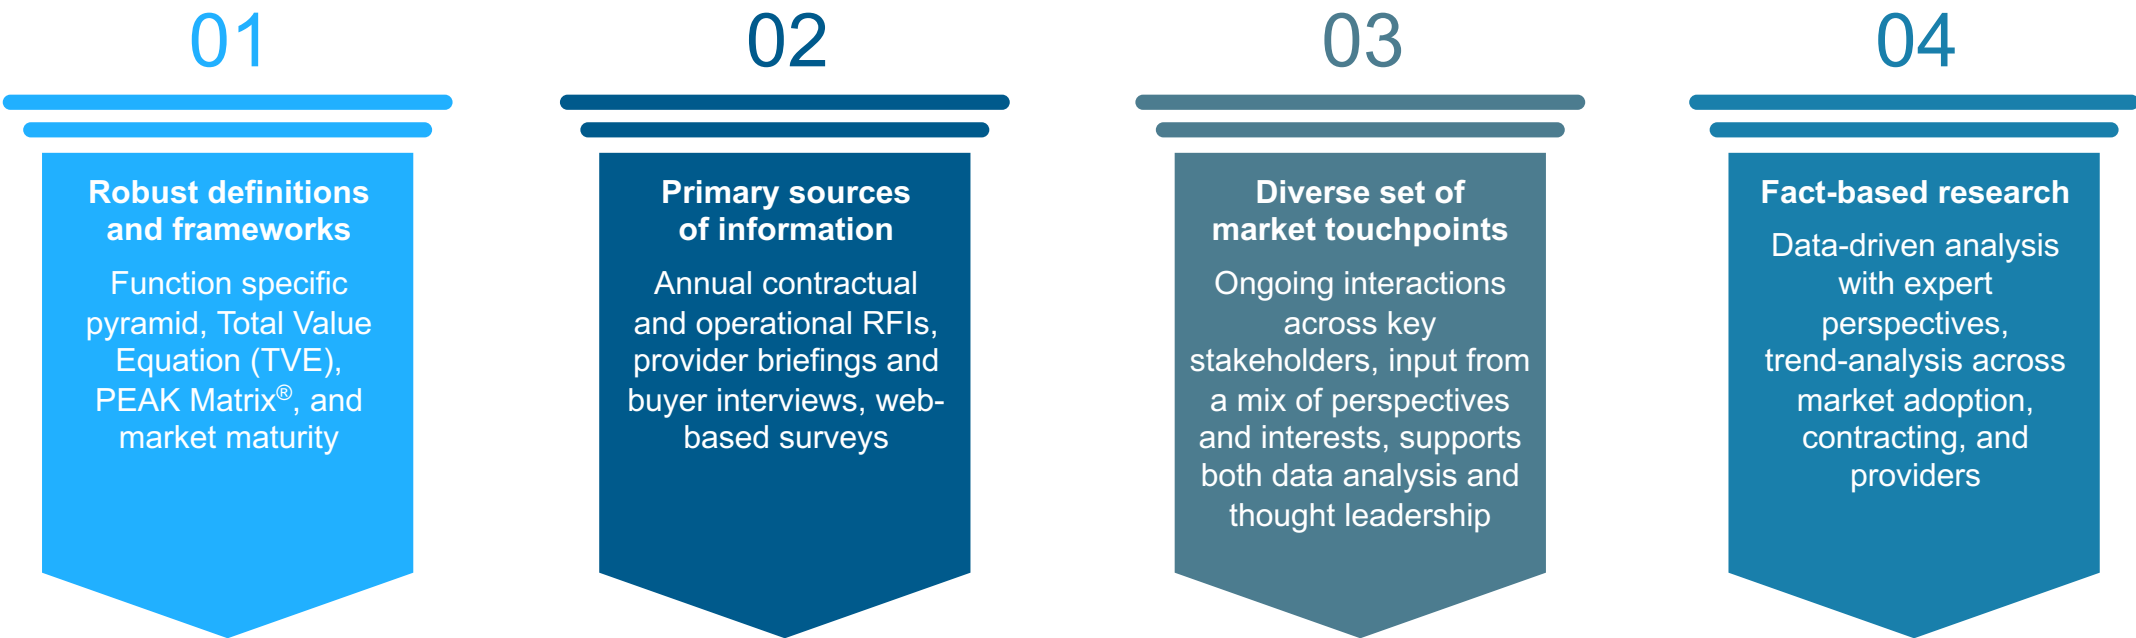 01
Robust definitions
and frameworks
Function specific
pyramid, Total Value
Equation (TVE),
PEAK Matrix®, and
market maturity
02
Primary sources
of information
Annual contractual
and operational RFIs,
provider briefings and
buyer interviews, web-
based surveys
03
Diverse set of
market touchpoints
Ongoing interactions
across key
stakeholders, input from
a mix of perspectives
and interests, supports
both data analysis and
thought leadership
04
Fact-based research
Data-driven analysis
with expert
perspectives,
trend-analysis across
market adoption,
contracting, and
providers